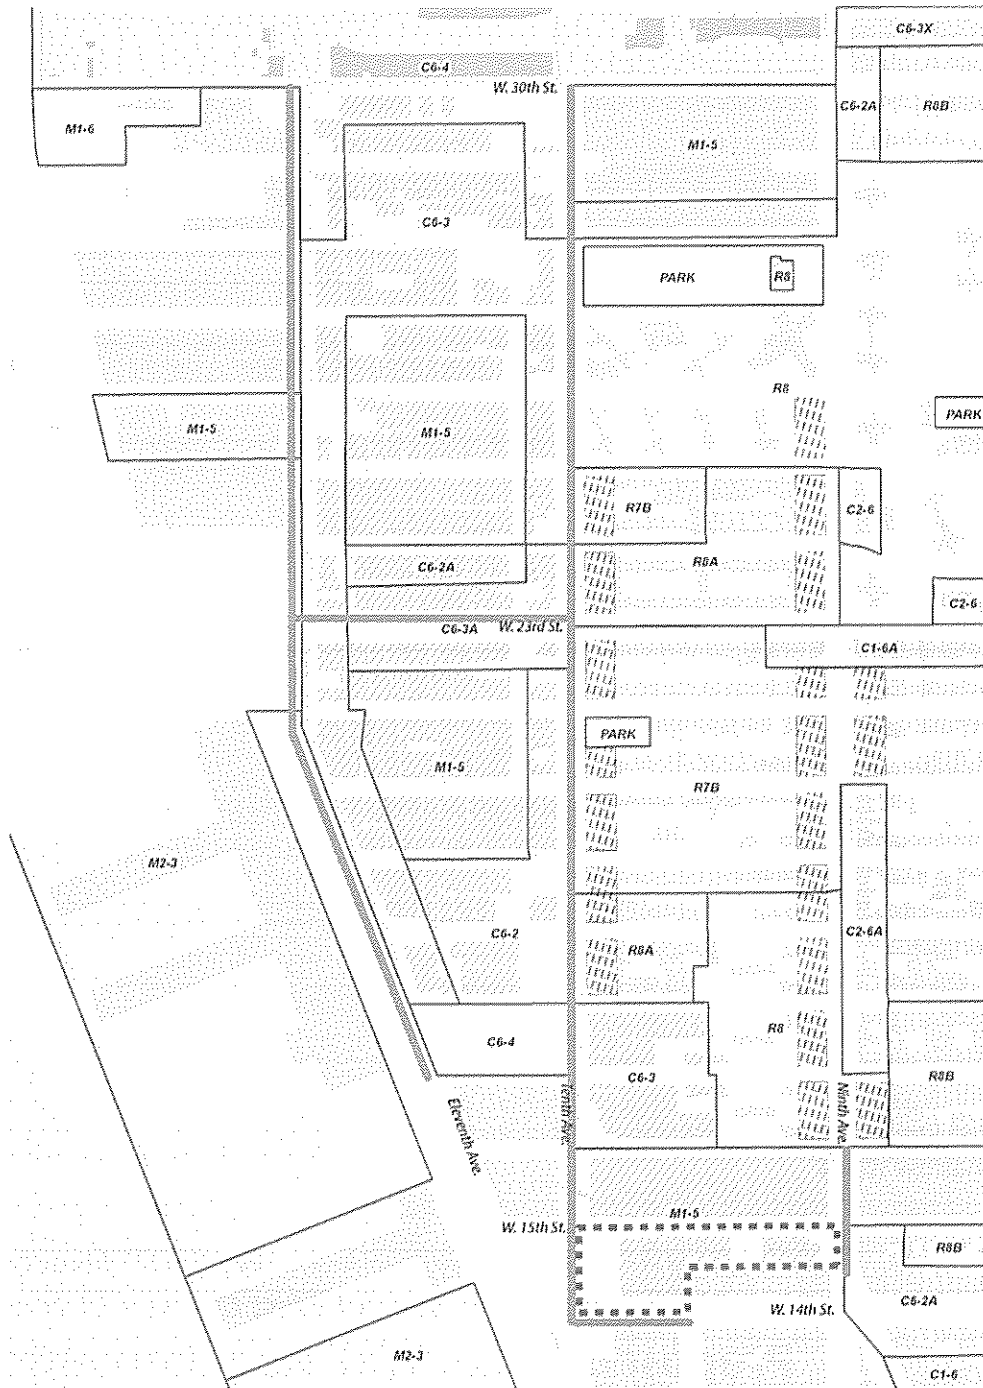 C6-3X
C6-4
W. 30th St.
M1-6
C6-2A
R8B
M1-5
C6-3
PARK
R8
R8
PARK
M1-5
M1-5
R7B
C2-6
C6-2A
R8A
C2-6
C6-3A
W. 23rd St.
C1-6A
PARK
M1-5
R7B
M2-3
C6-2
C2-6A
R8A
R8
C6-4
C6-3
R8B
Eleventh Ave.
Tenth Ave.
Ninth Ave.
M1-5
W. 15th St.
R8B
C6-2A
W. 14th St.
M2-3
C1-6